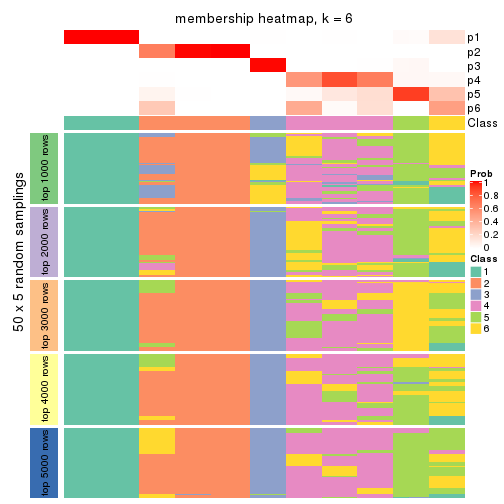 membership heatmap, k = 6
p1
p2
p3
p4
p5
p6
Class
50 x 5 random samplings
top 1000 rows
top 2000 rows
top 3000 rows
top 4000 rows
top 5000 rows
Prob
1
0.8
0.6
0.4
0.2
0
Class
1
2
3
4
5
6